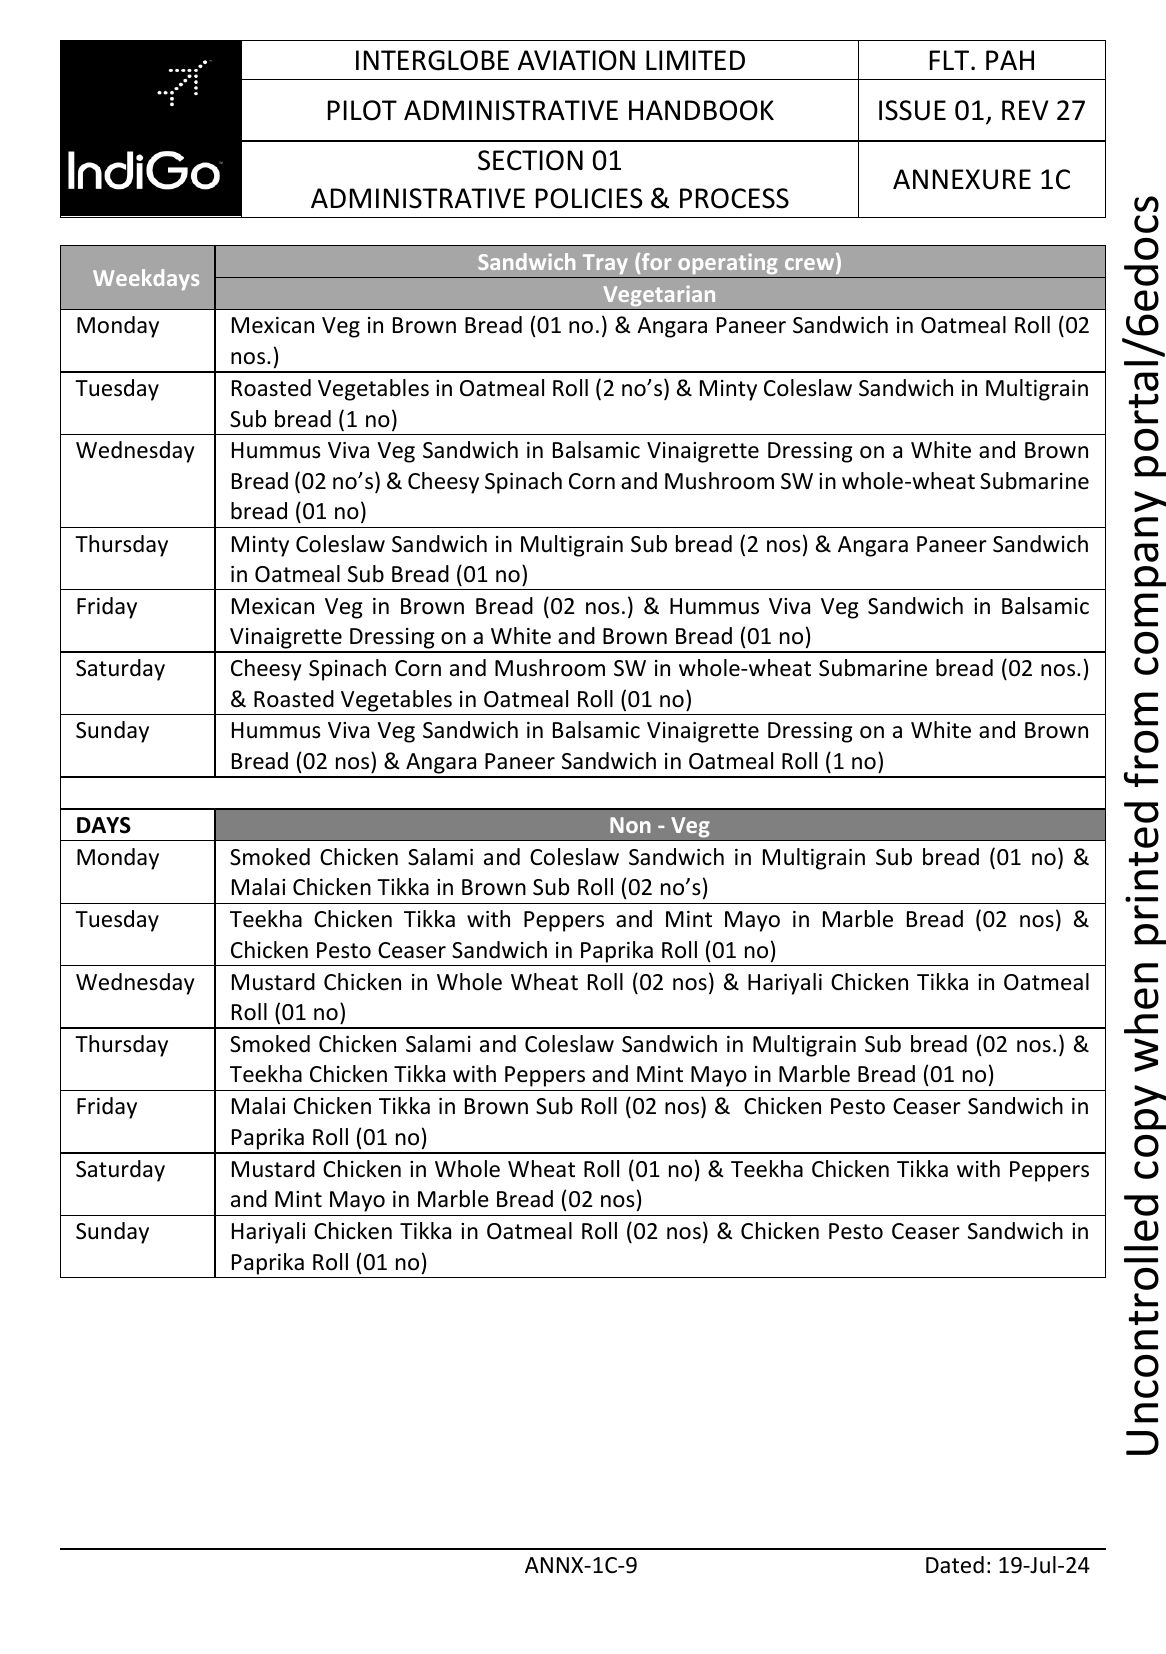 IndiGo
INTERGLOBE AVIATION LIMITED
FLT. PAH
PILOT ADMINISTRATIVE HANDBOOK
ISSUE 01, REV 27
SECTION 01
ADMINISTRATIVE POLICIES & PROCESS
ANNEXURE 1C
Weekdays
Sandwich Tray (for operating crew)
Vegetarian
Monday
Mexican Veg in Brown Bread (01 no.) & Angara Paneer Sandwich in Oatmeal Roll (02
nos.)
Tuesday
Roasted Vegetables in Oatmeal Roll (2 no’s) & Minty Coleslaw Sandwich in Multigrain
Sub bread (1 no)
Wednesday
Hummus Viva Veg Sandwich in Balsamic Vinaigrette Dressing on a White and Brown
Bread (02 no’s) & Cheesy Spinach Corn and Mushroom SW in whole-wheat Submarine
bread (01 no)
Thursday
Minty Coleslaw Sandwich in Multigrain Sub bread (2 nos) & Angara Paneer Sandwich
in Oatmeal Sub Bread (01 no)
Friday
Mexican Veg in Brown Bread (02 nos.) & Hummus Viva Veg Sandwich in Balsamic
Vinaigrette Dressing on a White and Brown Bread (01 no)
Saturday
Cheesy Spinach Corn and Mushroom SW in whole-wheat Submarine bread (02 nos.)
& Roasted Vegetables in Oatmeal Roll (01 no)
Sunday
Hummus Viva Veg Sandwich in Balsamic Vinaigrette Dressing on a White and Brown
Bread (02 nos) & Angara Paneer Sandwich in Oatmeal Roll (1 no)
DAYS
Non - Veg
Monday
Smoked Chicken Salami and Coleslaw Sandwich in Multigrain Sub bread (01 no) &
Malai Chicken Tikka in Brown Sub Roll (02 no’s)
Tuesday
Teekha Chicken Tikka with Peppers and Mint Mayo in Marble Bread (02 nos) &
Chicken Pesto Ceaser Sandwich in Paprika Roll (01 no)
Wednesday
Mustard Chicken in Whole Wheat Roll (02 nos) & Hariyali Chicken Tikka in Oatmeal
Roll (01 no)
Thursday
Smoked Chicken Salami and Coleslaw Sandwich in Multigrain Sub bread (02 nos.) &
Teekha Chicken Tikka with Peppers and Mint Mayo in Marble Bread (01 no)
Friday
Malai Chicken Tikka in Brown Sub Roll (02 nos) & Chicken Pesto Ceaser Sandwich in
Paprika Roll (01 no)
Saturday
Mustard Chicken in Whole Wheat Roll (01 no) & Teekha Chicken Tikka with Peppers
and Mint Mayo in Marble Bread (02 nos)
Sunday
Hariyali Chicken Tikka in Oatmeal Roll (02 nos) & Chicken Pesto Ceaser Sandwich in
Paprika Roll (01 no)
ANNX-1C-9
Dated: 19-Jul-24
Uncontrolled copy when printed from company portal/6edocs